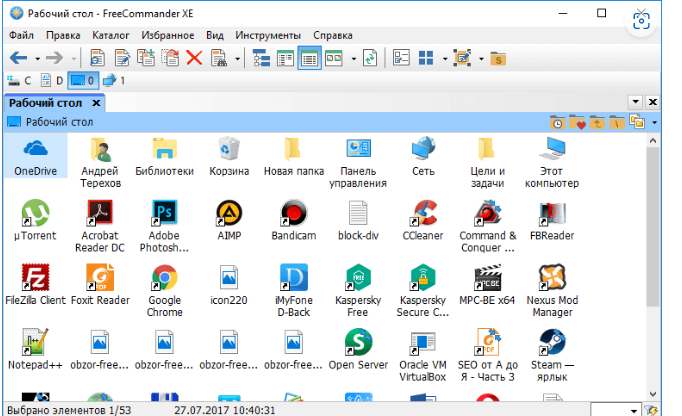 Рабочий стол - FreeCommander XE
Файл Правка Каталог Избранное Вид Инструменты Справка
C D 0 1
Рабочий стол x
Рабочий стол
OneDrive Андрей Библиотеки Корзина Новая папка Панель Сеть Цели и Этот
Терехов управления задачи компьютер
µTorrent Acrobat Adobe AIMP Bandicam block-div CCleaner Command & FBReader
Reader DC Photosh... Conquer ...
FileZilla Client Foxit Reader Google icon220 iMyFone Kaspersky Kaspersky MPC-BE x64 Nexus Mod
Chrome D-Back Free Secure C... Manager
Notepad++ obzor-free... obzor-free... obzor-free... obzor-free... Open Server Oracle VM SEO от А до Steam —
VirtualBox Я - Часть 3 ярлык
Выбрано элементов 1/53 27.07.2017 10:40:31